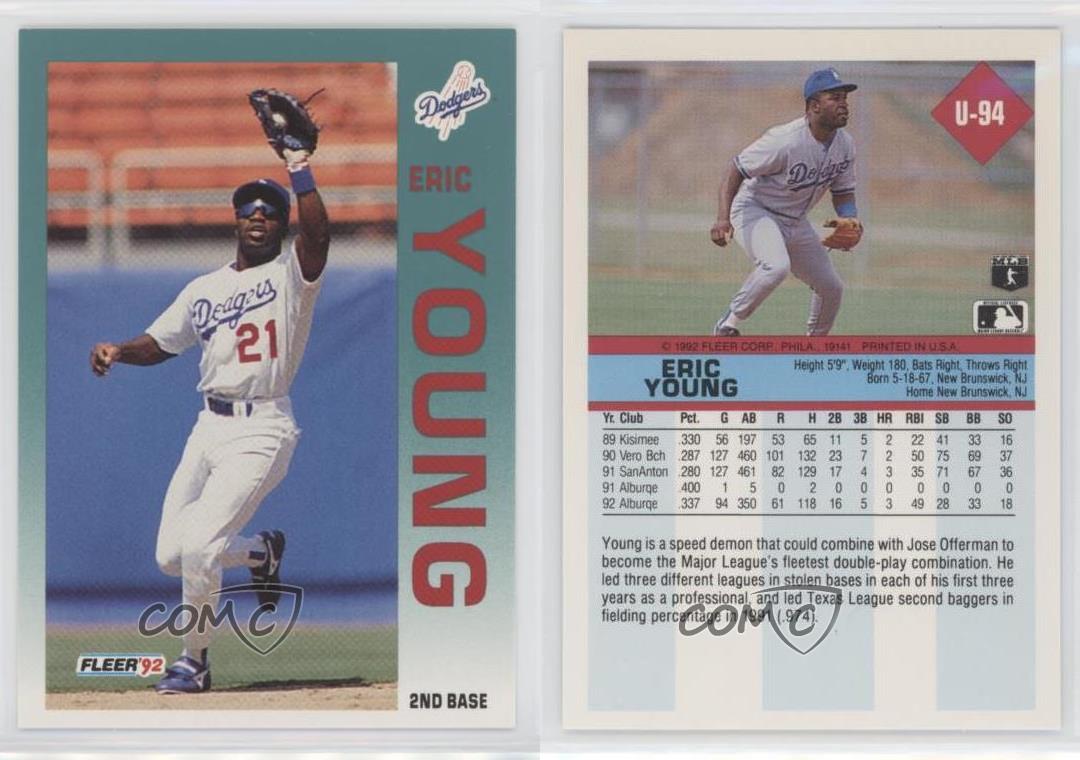 Dodgers
ERIC
YOUNG
Dodgers
21
COMC
FLEER '92
2ND BASE
U-94
Dodgers
MLB
© 1992 FLEER CORP., PHILA., 19141 PRINTED IN U.S.A.
ERIC
YOUNG
Height 5'9", Weight 180, Bats Right, Throws Right
Born 5-18-67, New Brunswick, NJ
Home New Brunswick, NJ
Yr. Club Pct. G AB R H 2B 3B HR RBI SB BB SO
89 Kisimee .330 56 197 53 65 11 5 2 22 41 33 16
90 Vero Bch .287 127 460 101 132 23 7 2 50 75 69 37
91 SanAnton .280 127 461 82 129 17 4 3 35 71 67 36
91 Alburqe .400 1 5 0 2 0 0 0 0 0 0 0
92 Alburqe .337 94 350 61 118 16 5 3 49 28 33 18
Young is a speed demon that could combine with Jose Offerman to
become the Major League's fleetest double-play combination. He
led three different leagues in stolen bases in each of his first three
years as a professional, and led Texas League second baggers in
fielding percentage in 1991 (.974).
COMC